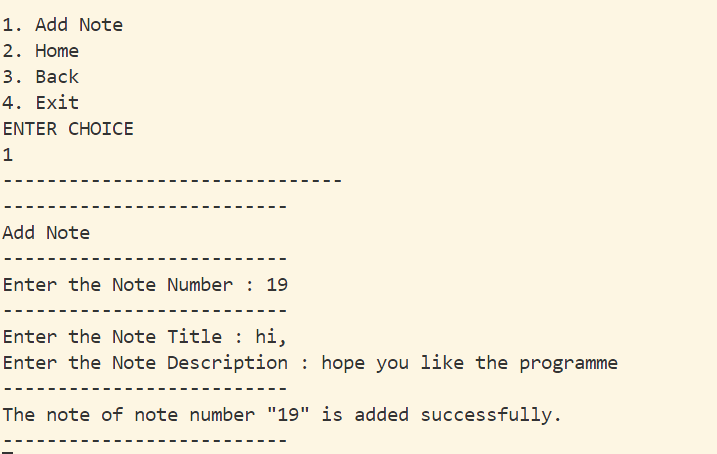 1. Add Note
2. Home
3. Back
4. Exit
ENTER CHOICE
1
-------------------------------
--------------------------
Add Note
--------------------------
Enter the Note Number : 19
--------------------------
Enter the Note Title : hi,
Enter the Note Description : hope you like the programme
--------------------------
The note of note number "19" is added successfully.
--------------------------